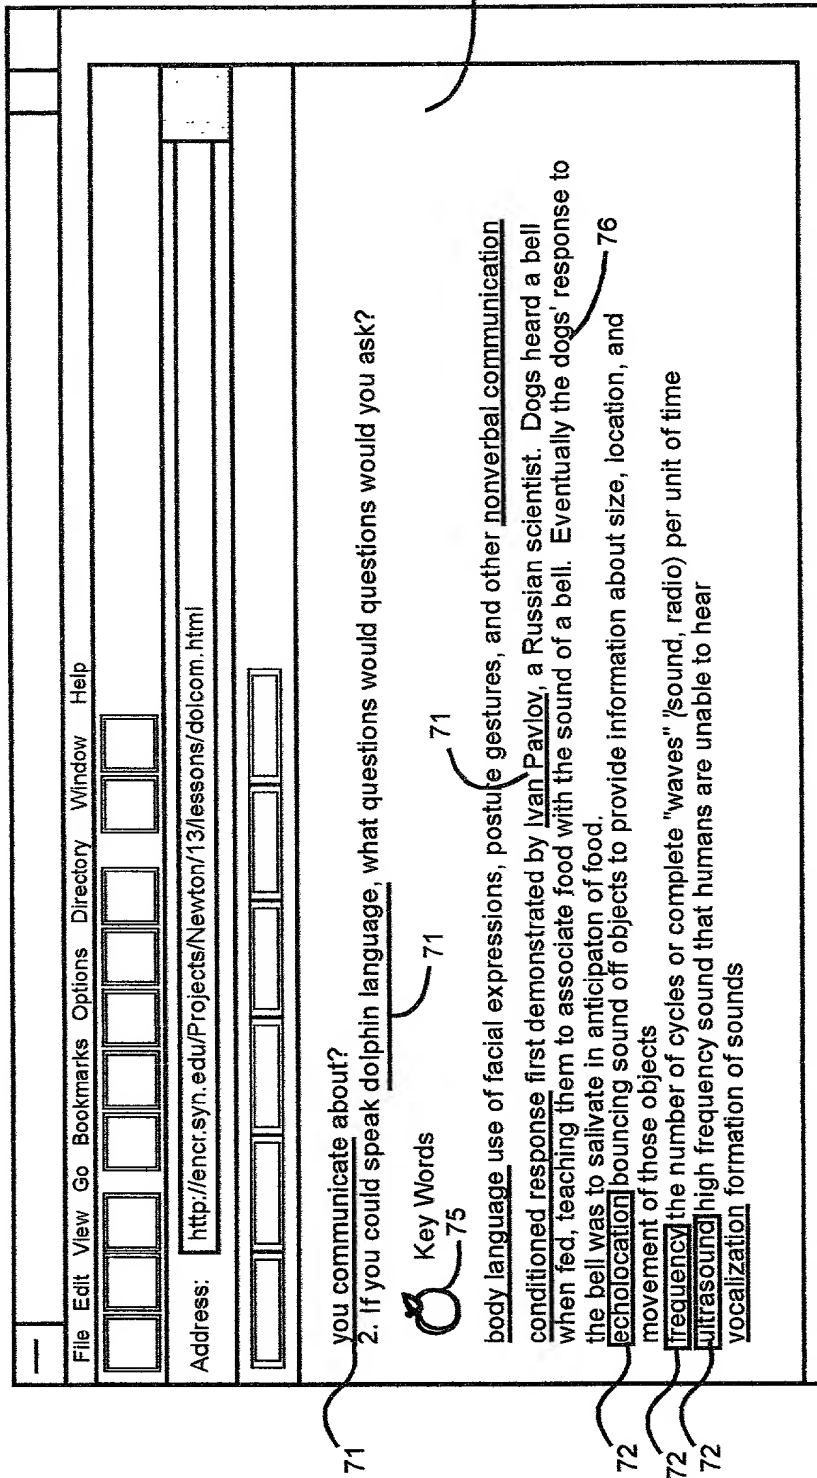 File Edit View Go Bookmarks Options Directory Window Help
Address: http://encr.syn.edu/Projects/Newton/13/lessons/dolcom.html
you communicate about?
71
2. If you could speak dolphin language, what questions would questions would you ask?
71
Key Words
75
71
body language use of facial expressions, posture gestures, and other nonverbal communication
conditioned response first demonstrated by Ivan Pavlov, a Russian scientist. Dogs heard a bell
when fed, teaching them to associate food with the sound of a bell. Eventually the dogs' response to
the bell was to salivate in anticipaton of food.
76
72 echolocation bouncing sound off objects to provide information about size, location, and
movement of those objects
72 frequency the number of cycles or complete "waves" /sound, radio) per unit of time
72 ultrasound high frequency sound that humans are unable to hear
vocalization formation of sounds